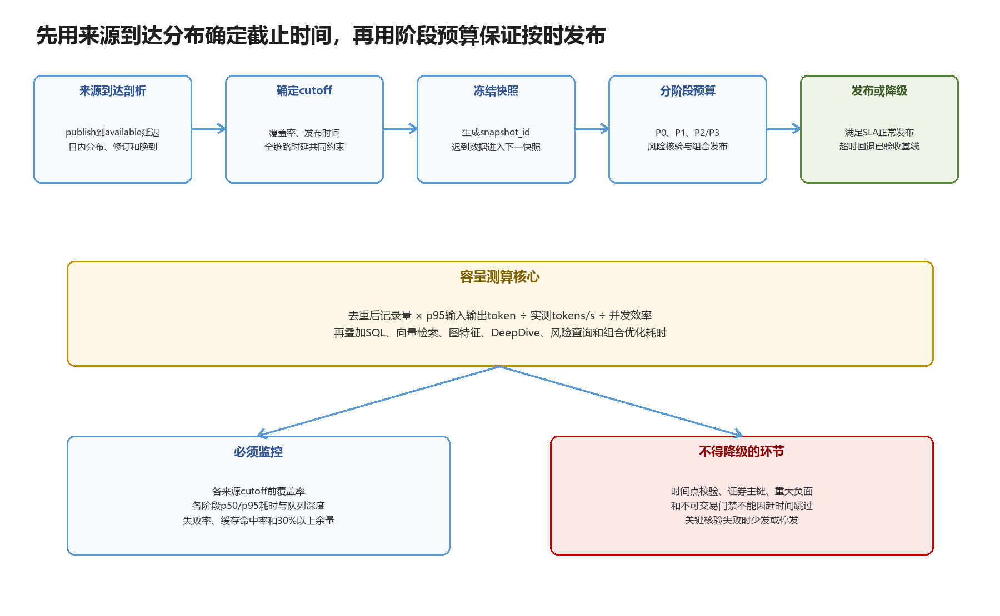 先用来源到达分布确定截止时间，再用阶段预算保证按时发布
来源到达剖析
publish到available延迟
日内分布、修订和晚到
确定cutoff
覆盖率、发布时间
全链路时延共同约束
冻结快照
生成snapshot_id
迟到数据进入下一快照
分阶段预算
P0、P1、P2/P3
风险核验与组合发布
发布或降级
满足SLA正常发布
超时回退已验收基线
容量测算核心
去重后记录量 × p95输入输出token ÷ 实测tokens/s ÷ 并发效率
再叠加SQL、向量检索、图特征、DeepDive、风险查询和组合优化耗时
必须监控
各来源cutoff前覆盖率
各阶段p50/p95耗时与队列深度
失败率、缓存命中率和30%以上余量
不得降级的环节
时间点校验、证券主键、重大负面
和不可交易门禁不能因赶时间跳过
关键核验失败时少发或停发